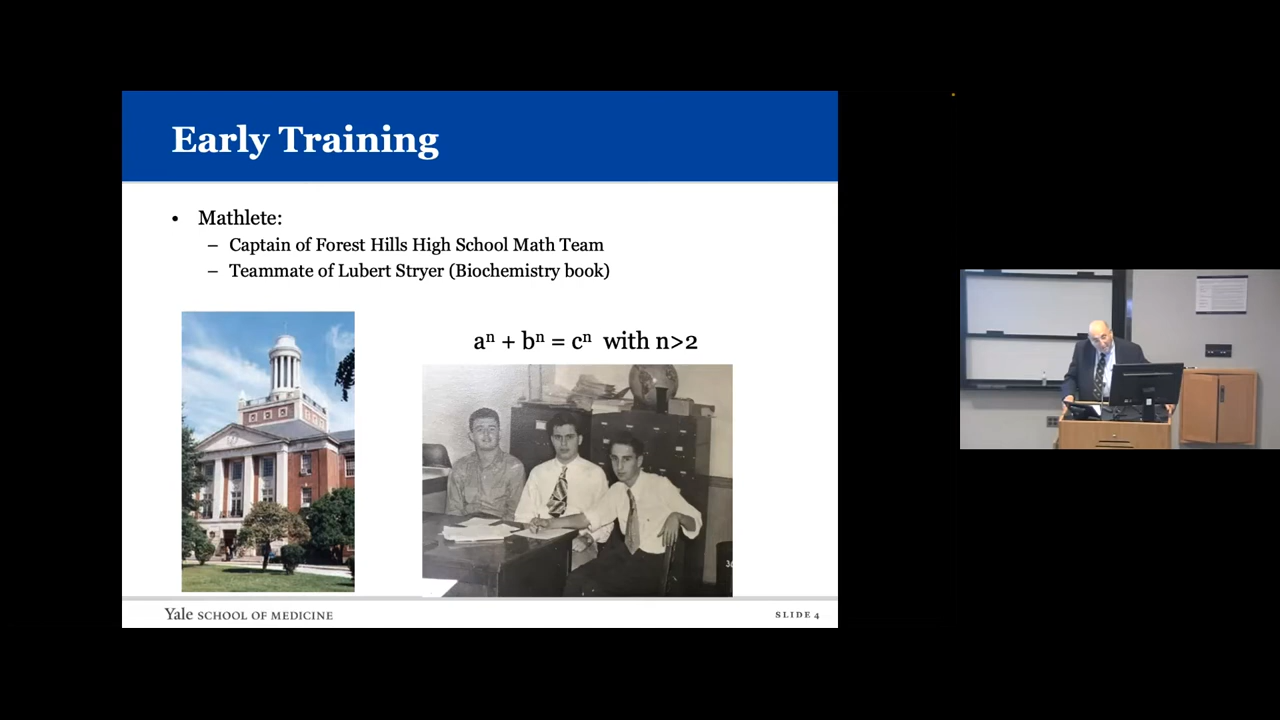 Early Training
• Mathlete:
– Captain of Forest Hills High School Math Team
– Teammate of Lubert Stryer (Biochemistry book)
aⁿ + bⁿ = cⁿ with n>2
Yale SCHOOL OF MEDICINE
SLIDE 4